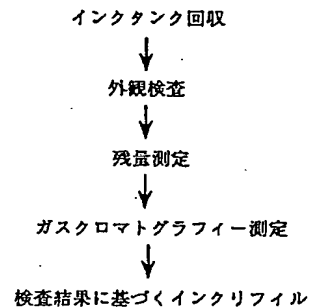 インクタンク回収
外観検査
残量測定
ガスクロマトグラフィー測定
検査結果に基づくインクリフィル